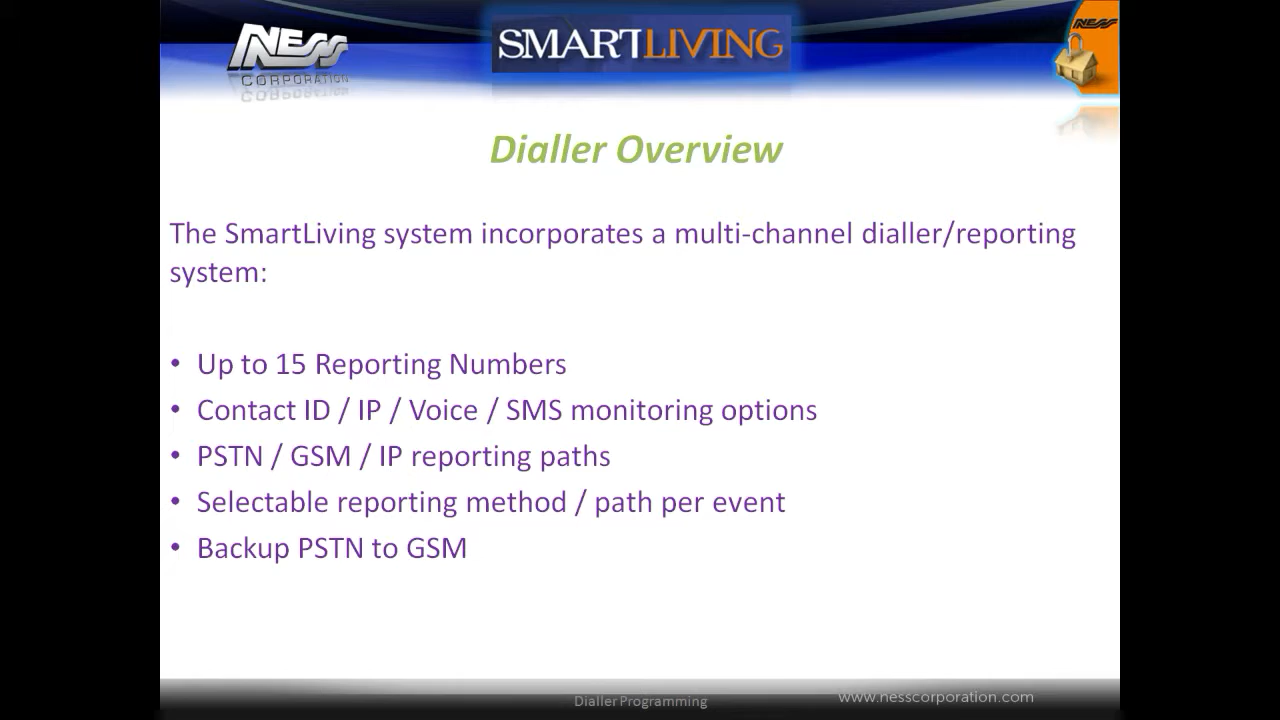 NESS
CORPORATION
SMARTLIVING
NESS
Dialler Overview
The SmartLiving system incorporates a multi-channel dialler/reporting
system:
• Up to 15 Reporting Numbers
• Contact ID / IP / Voice / SMS monitoring options
• PSTN / GSM / IP reporting paths
• Selectable reporting method / path per event
• Backup PSTN to GSM
Dialler Programming
www.nesscorporation.com